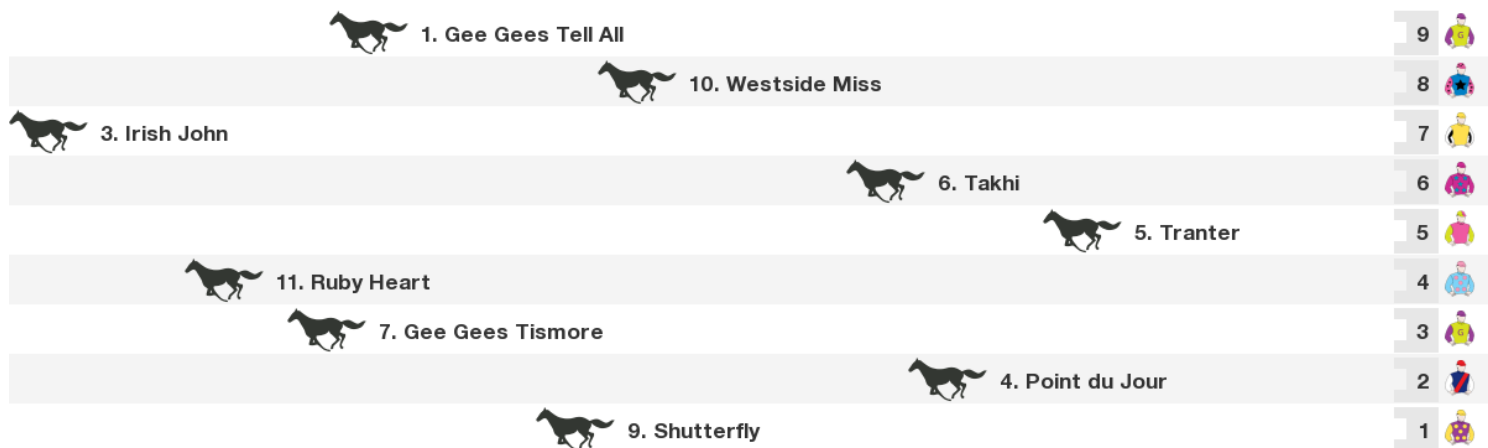 1. Gee Gees Tell All 9
10. Westside Miss 8
3. Irish John 7
6. Takhi 6
5. Tranter 5
11. Ruby Heart 4
7. Gee Gees Tismore 3
4. Point du Jour 2
9. Shutterfly 1